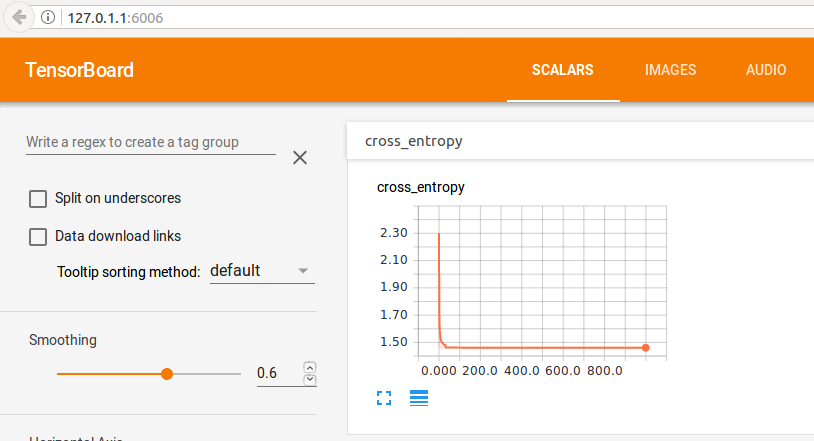 127.0.1.1:6006
TensorBoard SCALARS IMAGES AUDIO
Write a regex to create a tag group
cross_entropy
cross_entropy
Split on underscores
Data download links
Tooltip sorting method: default
2.30
2.10
1.90
1.70
1.50
0.000 200.0 400.0 600.0 800.0
Smoothing
0.6
Horizontal Axis